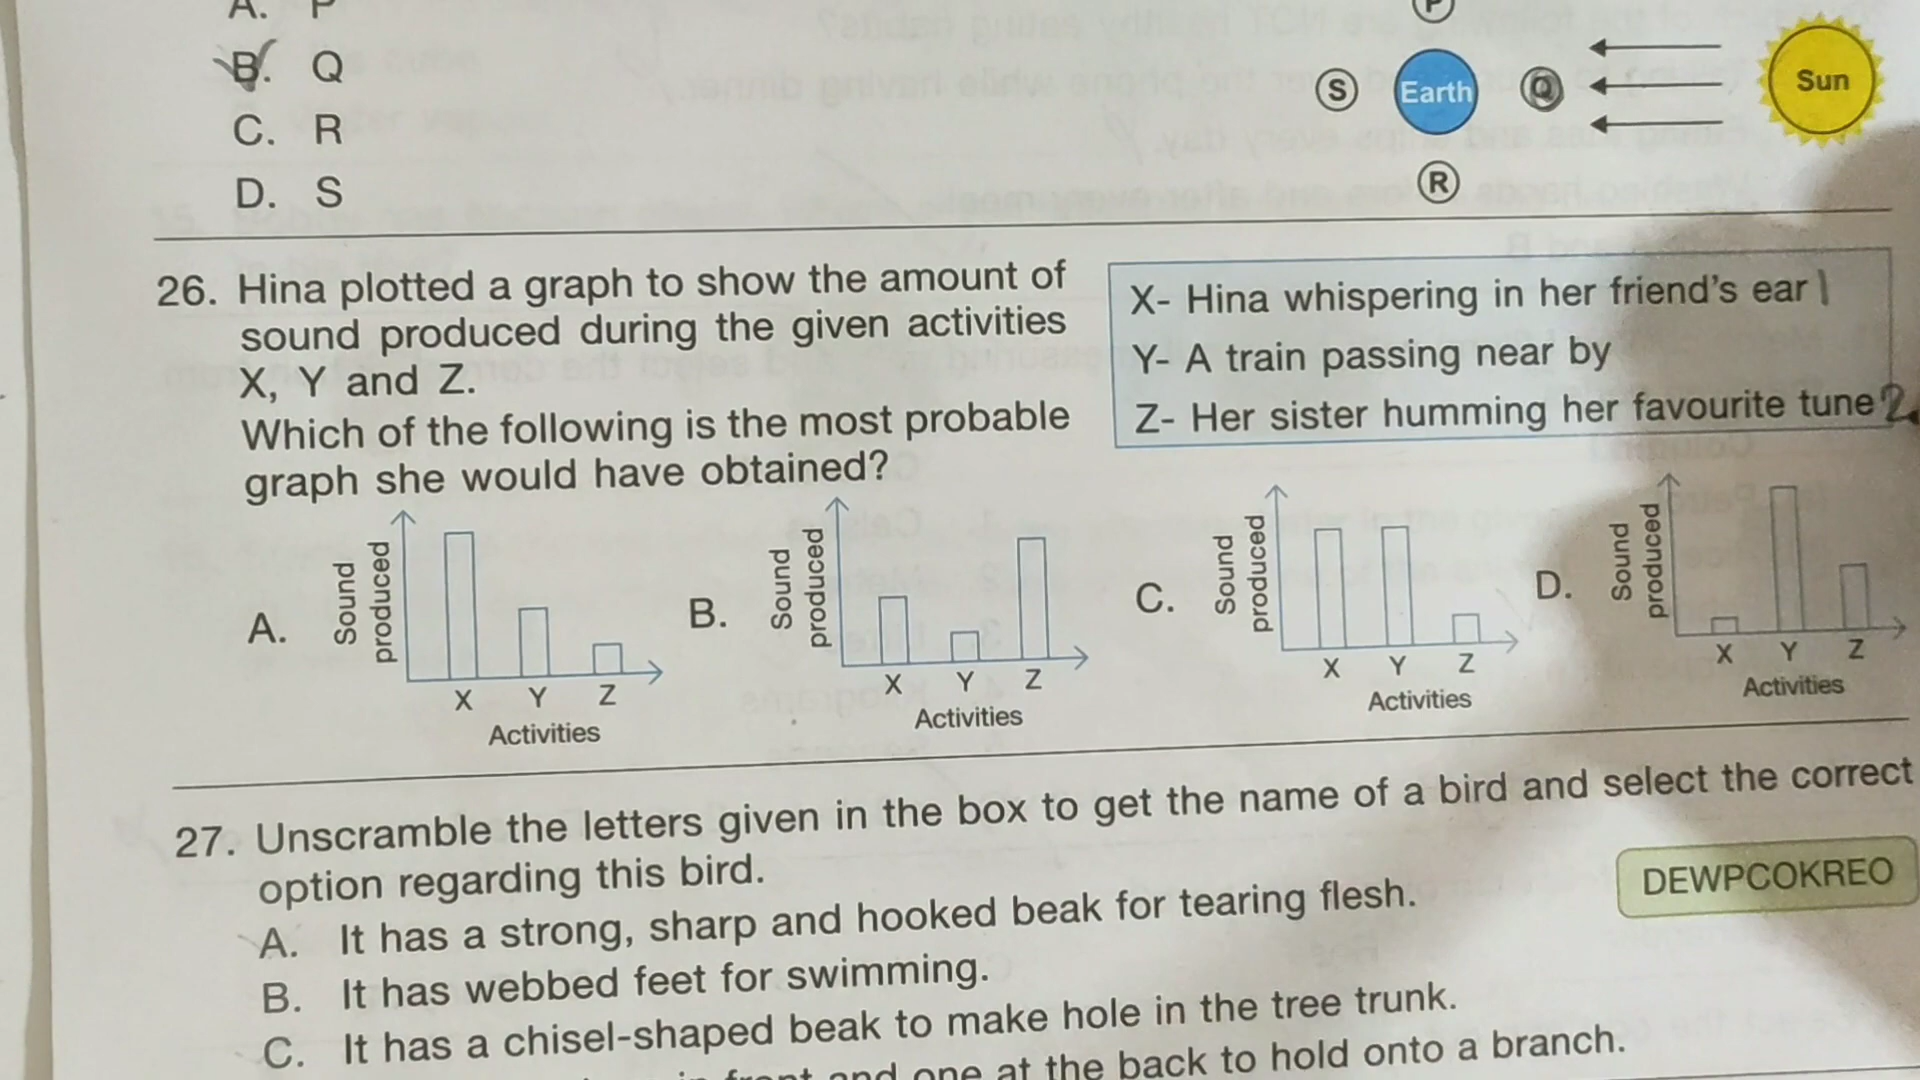 A. P
B. Q
C. R
D. S
P
S Earth Q Sun
R
26. Hina plotted a graph to show the amount of
sound produced during the given activities
X, Y and Z.
Which of the following is the most probable
graph she would have obtained?
X- Hina whispering in her friend's ear 1
Y- A train passing near by
Z- Her sister humming her favourite tune 2
A. Sound produced
X Y Z
Activities
B. Sound produced
X Y Z
Activities
C. Sound produced
X Y Z
Activities
D. Sound produced
X Y Z
Activities
27. Unscramble the letters given in the box to get the name of a bird and select the correct
option regarding this bird.
DEWPCOKREO
A. It has a strong, sharp and hooked beak for tearing flesh.
B. It has webbed feet for swimming.
C. It has a chisel-shaped beak to make hole in the tree trunk.
in front and one at the back to hold onto a branch.